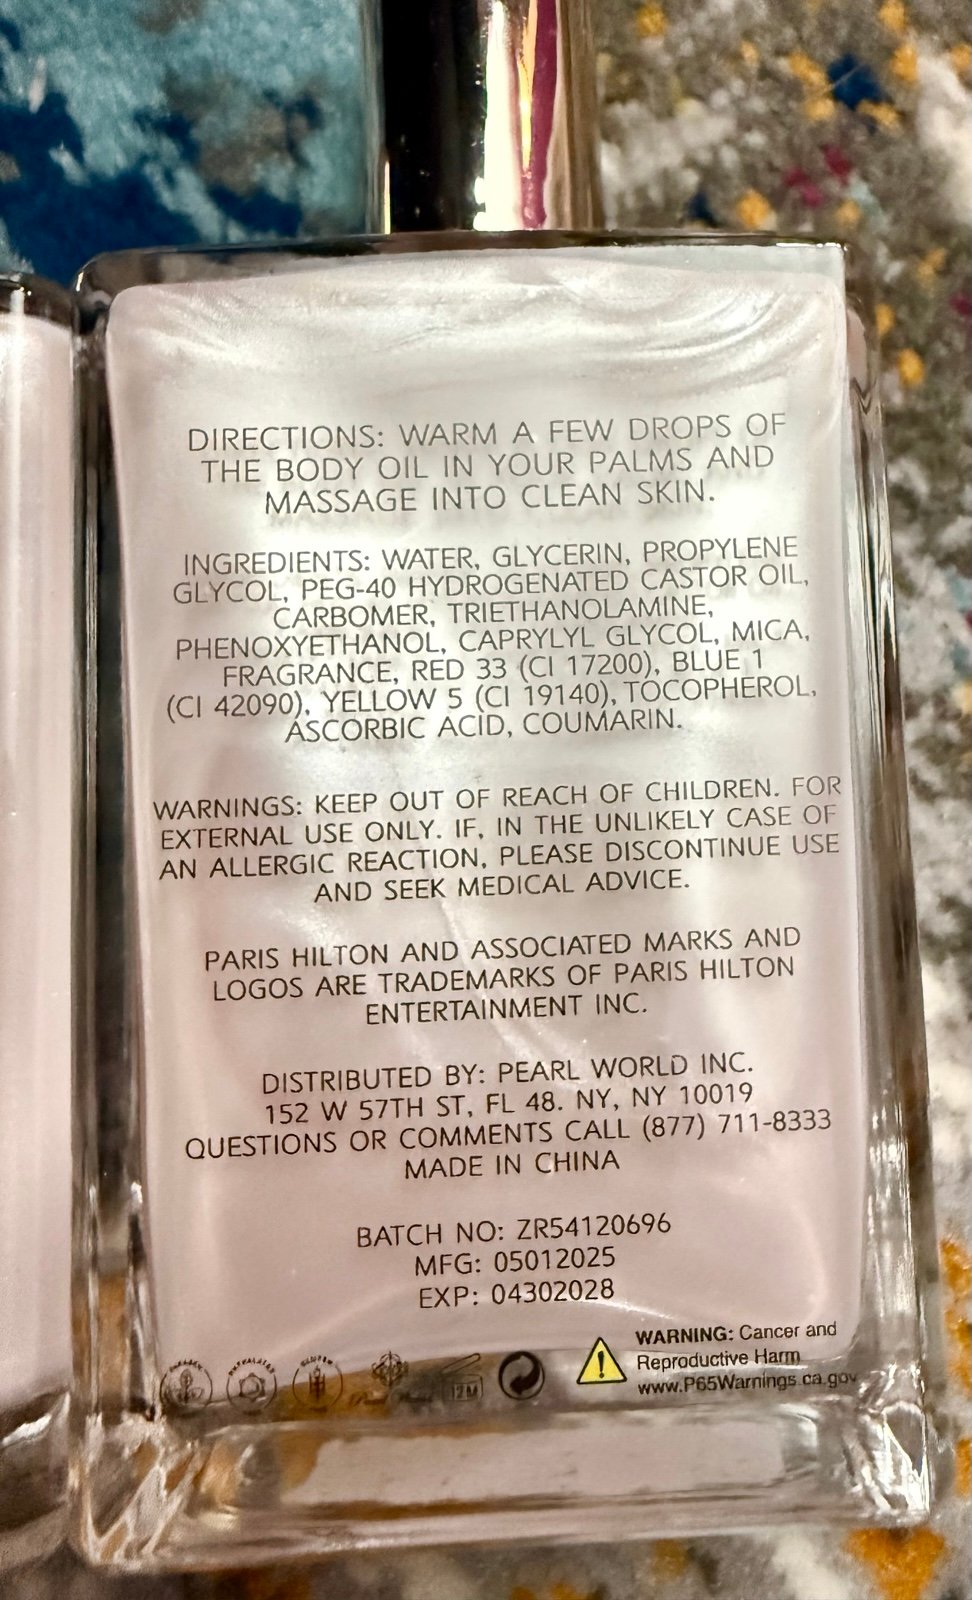 DIRECTIONS: WARM A FEW DROPS OF
THE BODY OIL IN YOUR PALMS AND
MASSAGE INTO CLEAN SKIN.
INGREDIENTS: WATER, GLYCERIN, PROPYLENE
GLYCOL, PEG-40 HYDROGENATED CASTOR OIL,
CARBOMER, TRIETHANOLAMINE,
PHENOXYETHANOL, CAPRYLYL GLYCOL, MICA,
FRAGRANCE, RED 33 (CI 17200), BLUE 1
(CI 42090), YELLOW 5 (CI 19140), TOCOPHEROL,
ASCORBIC ACID, COUMARIN.
WARNINGS: KEEP OUT OF REACH OF CHILDREN. FOR
EXTERNAL USE ONLY. IF, IN THE UNLIKELY CASE OF
AN ALLERGIC REACTION, PLEASE DISCONTINUE USE
AND SEEK MEDICAL ADVICE.
PARIS HILTON AND ASSOCIATED MARKS AND
LOGOS ARE TRADEMARKS OF PARIS HILTON
ENTERTAINMENT INC.
DISTRIBUTED BY: PEARL WORLD INC.
152 W 57TH ST, FL 48. NY, NY 10019
QUESTIONS OR COMMENTS CALL (877) 711-8333
MADE IN CHINA
BATCH NO: ZR54120696
MFG: 05012025
EXP: 04302028
12M
WARNING: Cancer and
Reproductive Harm
www.P65Warnings.ca.gov